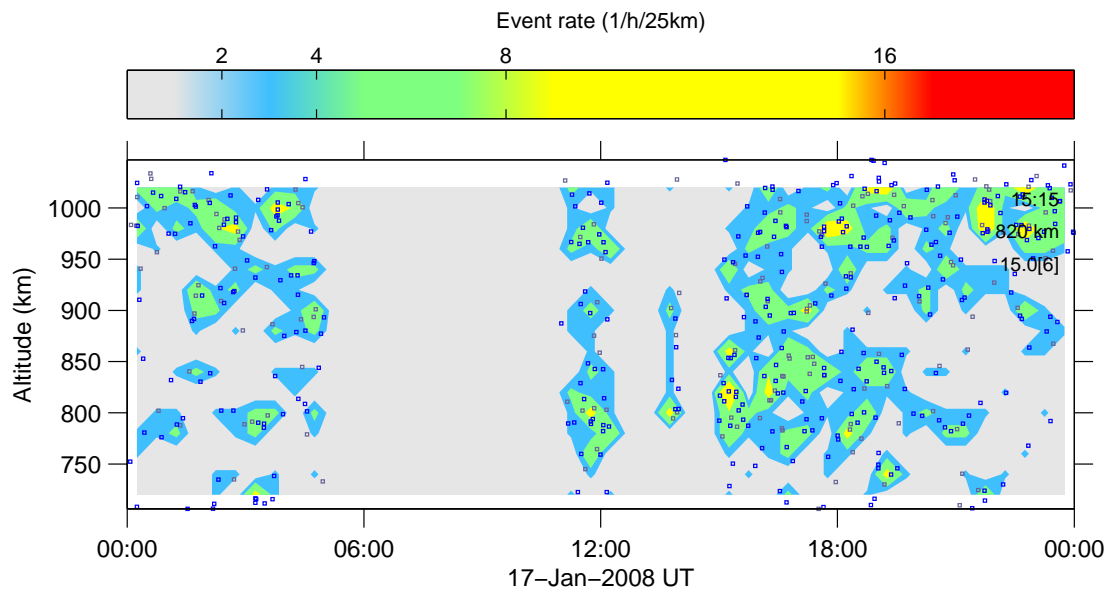 Event rate (1/h/25km)
2 4 8 16
1000
950
900
850
800
750
Altitude (km)
15:15
820 km
15.0[6]
00:00 06:00 12:00 18:00 00:00
17−Jan−2008 UT